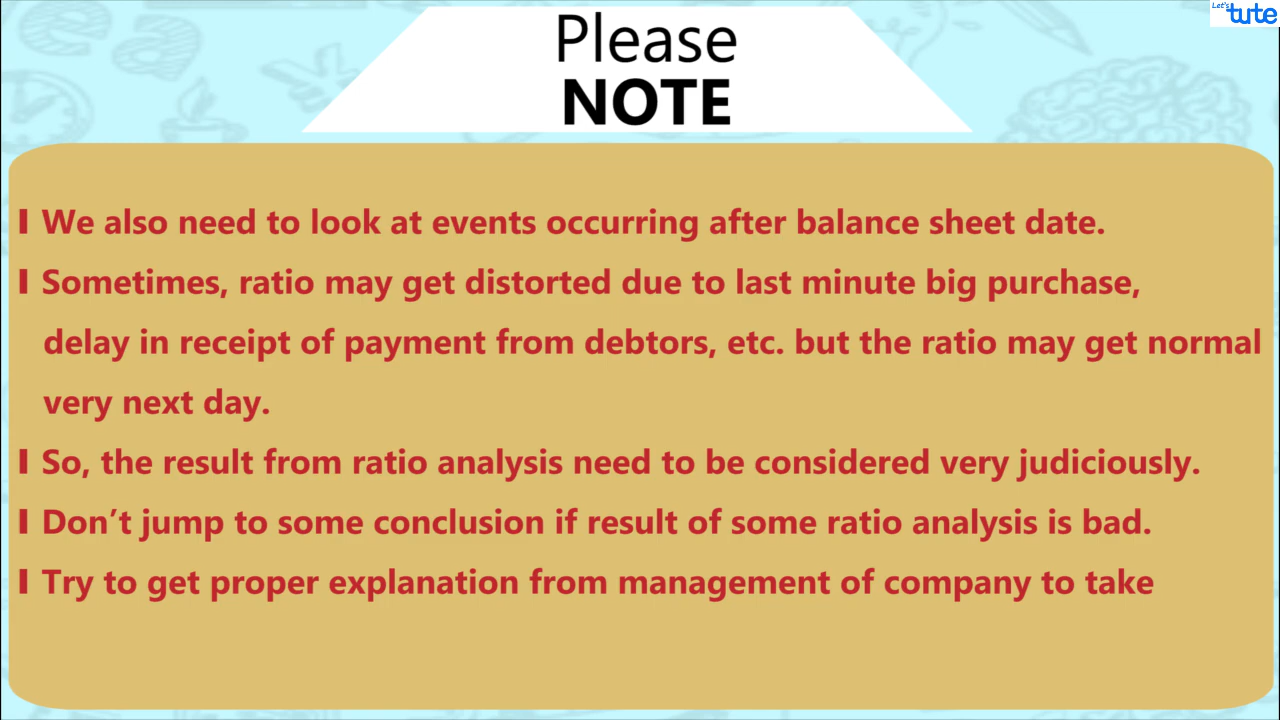 Let's
tute
Please
NOTE
We also need to look at events occurring after balance sheet date.
Sometimes, ratio may get distorted due to last minute big purchase,
delay in receipt of payment from debtors, etc. but the ratio may get normal
very next day.
So, the result from ratio analysis need to be considered very judiciously.
Don’t jump to some conclusion if result of some ratio analysis is bad.
Try to get proper explanation from management of company to take